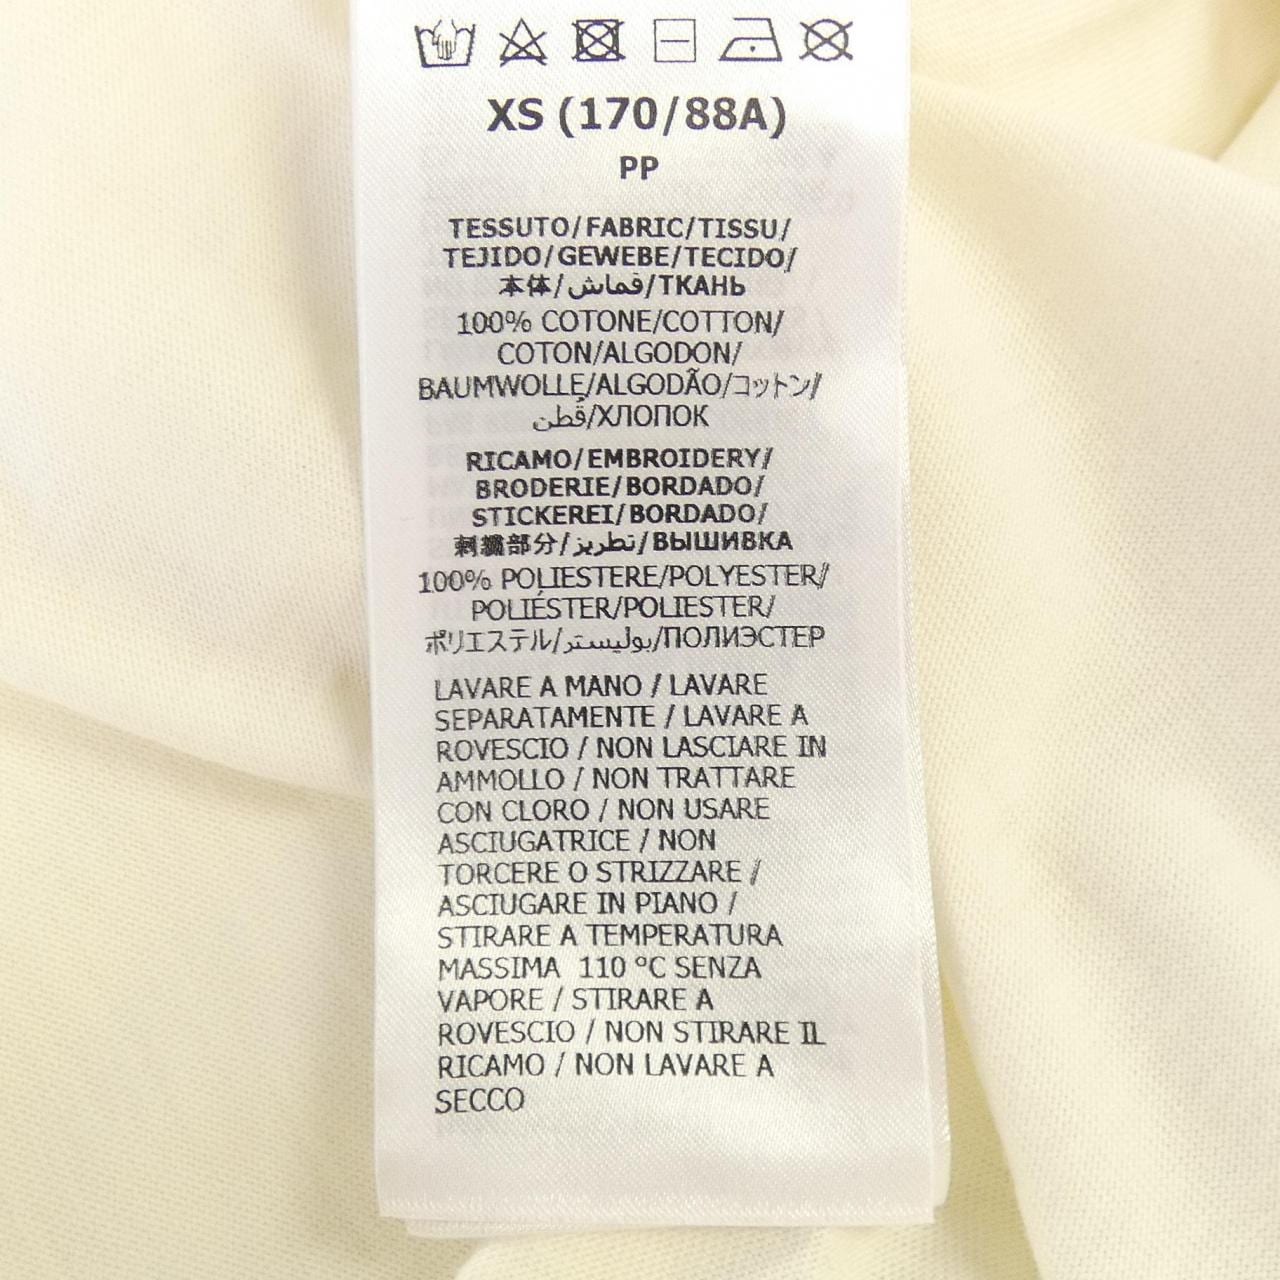 XS (170/88A)
PP
TESSUTO/FABRIC/TISSU/
TEJIDO/GEWEBE/TECIDO/
本体/قماش/ТКАНЬ
100% COTONE/COTTON/
COTON/ALGODON/
BAUMWOLLE/ALGODÃO/コットン/
قُطن/ХЛОПОК
RICAMO/EMBROIDERY/
BRODERIE/BORDADO/
STICKEREI/BORDADO/
刺繍部分/تطريز/ВЫШИВКА
100% POLIESTERE/POLYESTER/
POLIÉSTER/POLIESTER/
ポリエステル/بوليستر/ПОЛИЭСТЕР
LAVARE A MANO / LAVARE
SEPARATAMENTE / LAVARE A
ROVESCIO / NON LASCIARE IN
AMMOLLO / NON TRATTARE
CON CLORO / NON USARE
ASCIUGATRICE / NON
TORCERE O STRIZZARE /
ASCIUGARE IN PIANO /
STIRARE A TEMPERATURA
MASSIMA 110 °C SENZA
VAPORE / STIRARE A
ROVESCIO / NON STIRARE IL
RICAMO / NON LAVARE A
SECCO